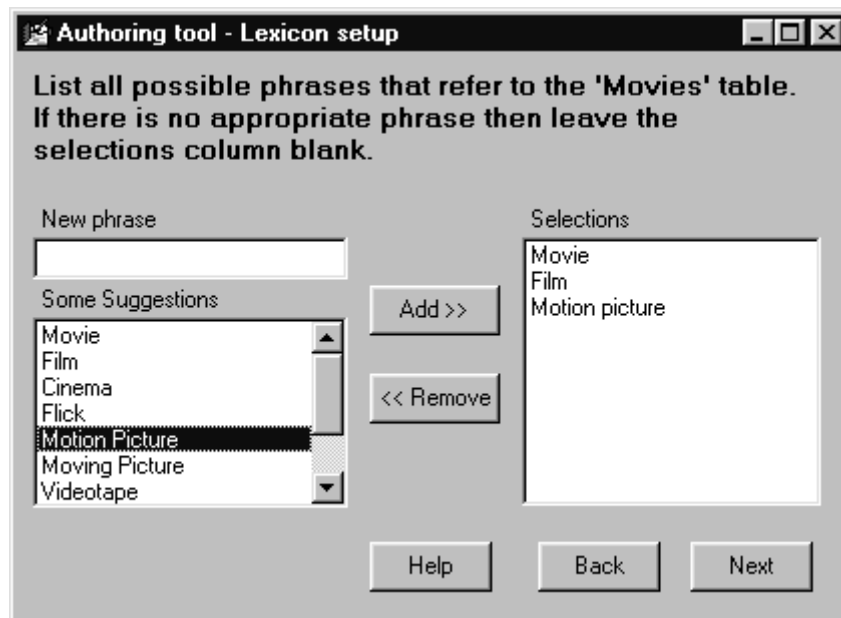 Authoring tool - Lexicon setup
List all possible phrases that refer to the 'Movies' table.
If there is no appropriate phrase then leave the
selections column blank.
New phrase
Some Suggestions
Movie
Film
Cinema
Flick
Motion Picture
Moving Picture
Videotape
Add >>
<< Remove
Selections
Movie
Film
Motion picture
Help
Back
Next